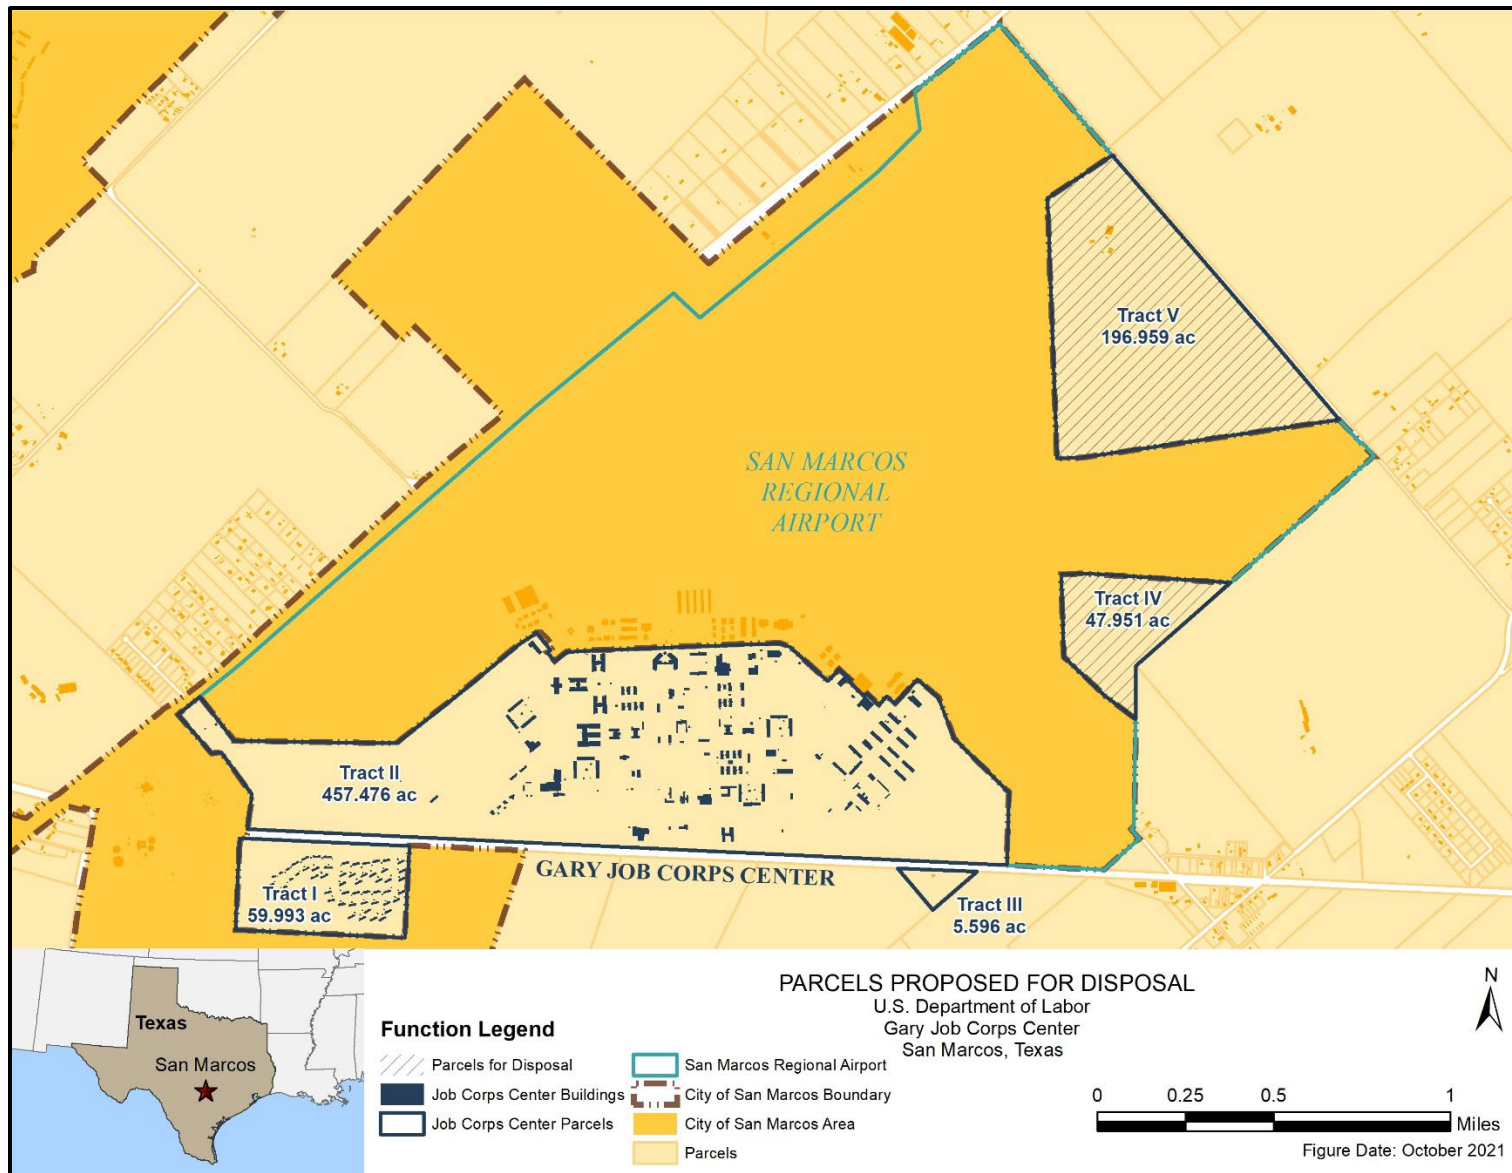 Tract V
196.959 ac
SAN MARCOS
REGIONAL
AIRPORT
Tract IV
47.951 ac
Tract II
457.476 ac
GARY JOB CORPS CENTER
Tract I
59.993 ac
Tract III
5.596 ac
Texas
San Marcos
PARCELS PROPOSED FOR DISPOSAL
U.S. Department of Labor
Gary Job Corps Center
San Marcos, Texas
N
Function Legend
Parcels for Disposal
Job Corps Center Buildings
Job Corps Center Parcels
San Marcos Regional Airport
City of San Marcos Boundary
City of San Marcos Area
Parcels
0 0.25 0.5 1
Miles
Figure Date: October 2021